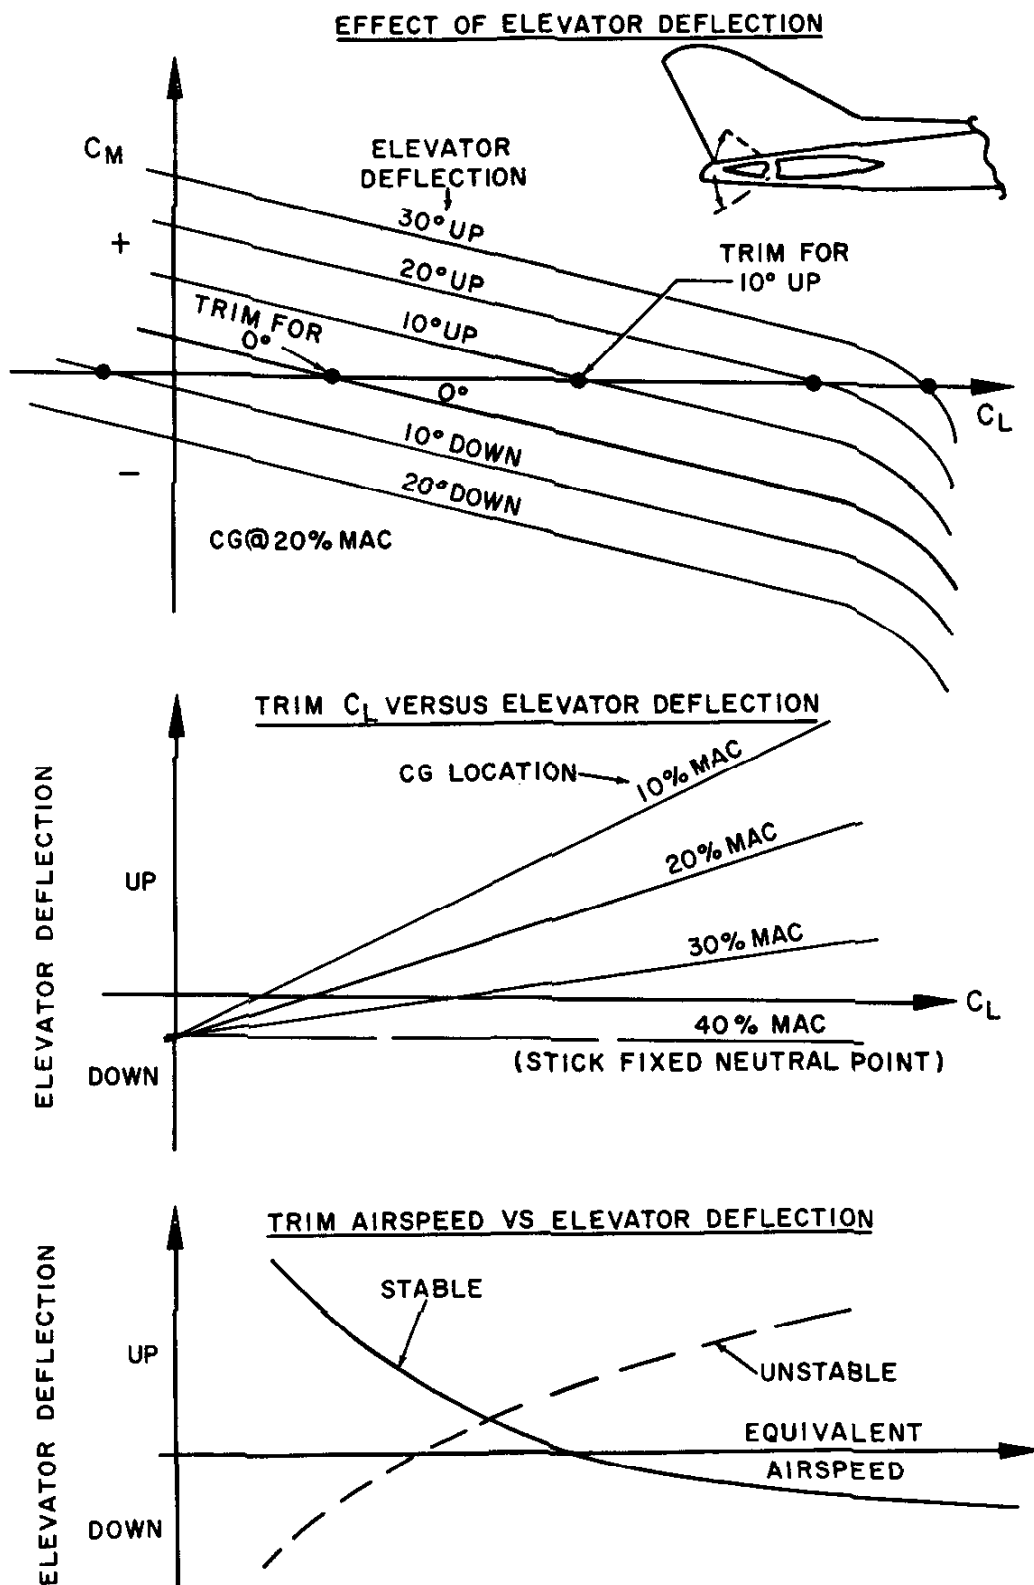 EFFECT OF ELEVATOR DEFLECTION
CM
ELEVATOR
DEFLECTION
30° UP
+
20° UP
TRIM FOR
10° UP
TRIM FOR
0°
10° UP
0°
CL
10° DOWN
−
20° DOWN
CG@20% MAC
TRIM CL VERSUS ELEVATOR DEFLECTION
CG LOCATION
10% MAC
ELEVATOR DEFLECTION
UP
20% MAC
30% MAC
CL
40% MAC
(STICK FIXED NEUTRAL POINT)
DOWN
TRIM AIRSPEED VS ELEVATOR DEFLECTION
ELEVATOR DEFLECTION
STABLE
UP
UNSTABLE
EQUIVALENT
AIRSPEED
DOWN